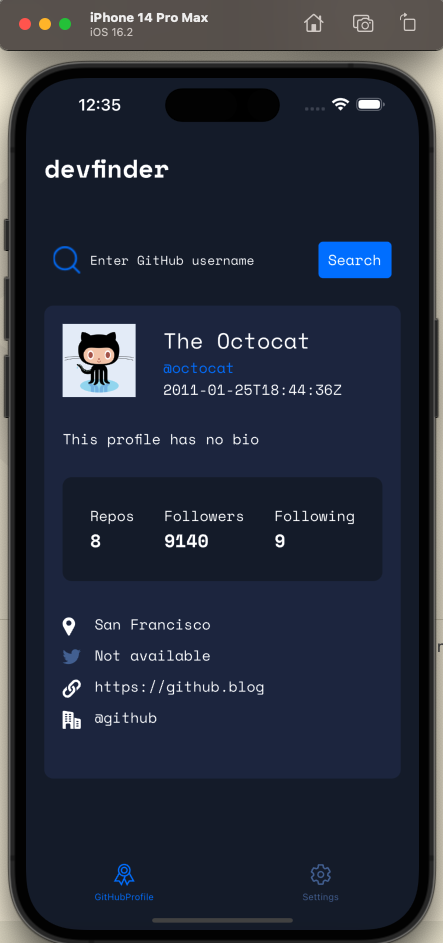 iPhone 14 Pro Max
iOS 16.2
12:35
devfinder
Enter GitHub username
Search
The Octocat
@octocat
2011-01-25T18:44:36Z
This profile has no bio
Repos Followers Following
8 9140 9
San Francisco
Not available
https://github.blog
@github
GitHubProfile Settings